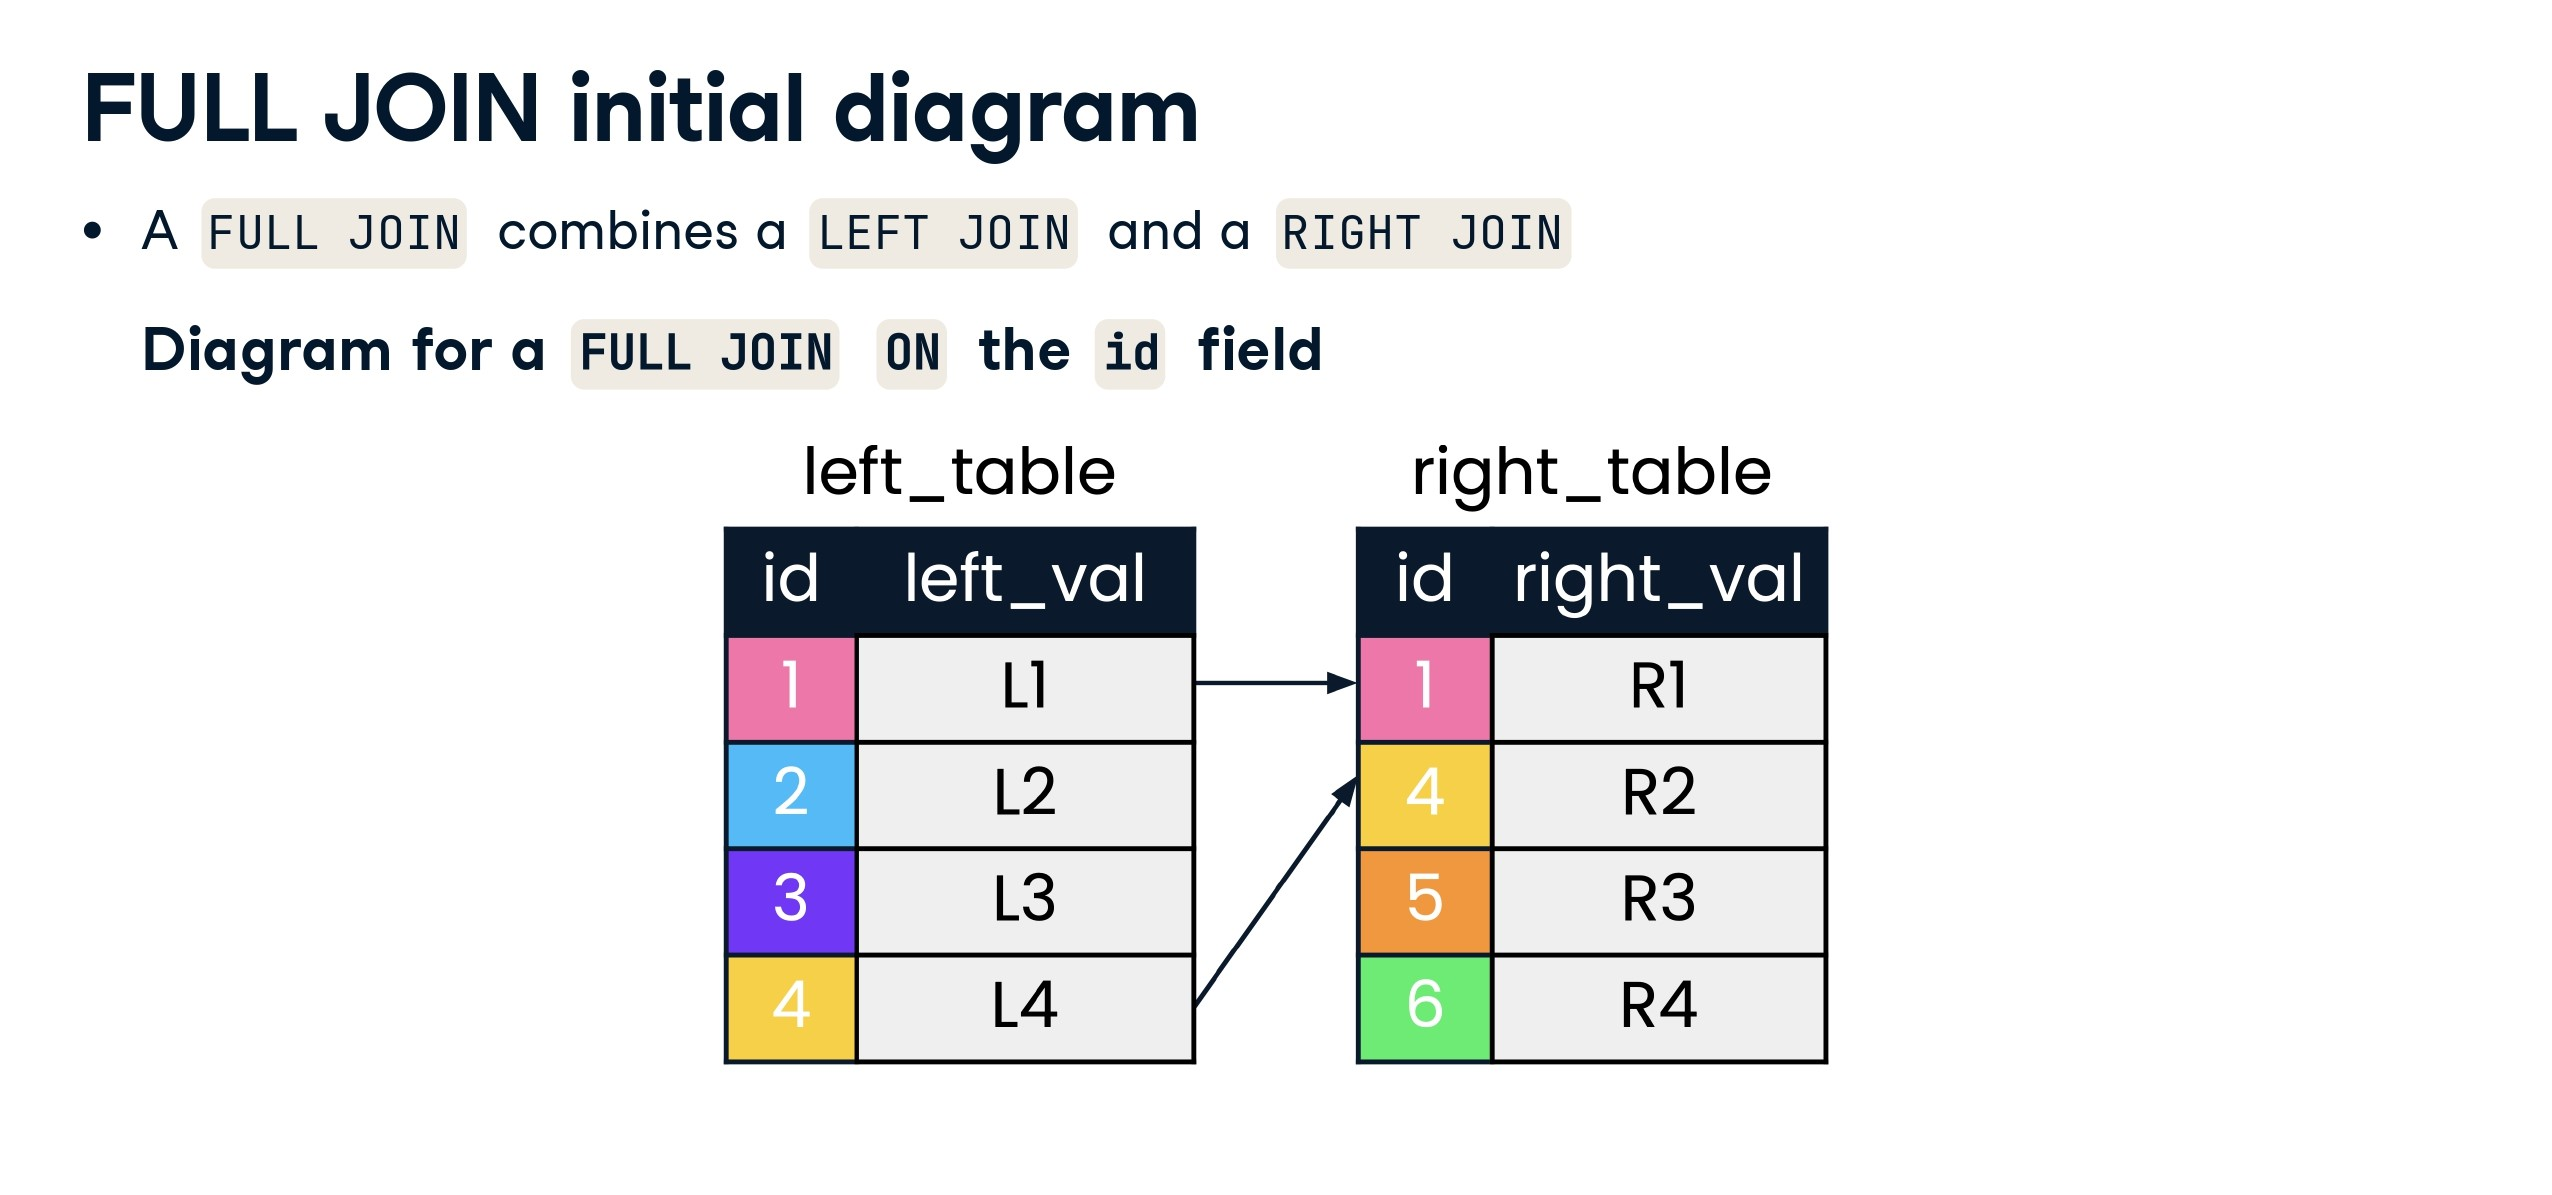 FULL JOIN initial diagram
• A FULL JOIN combines a LEFT JOIN and a RIGHT JOIN
Diagram for a FULL JOIN ON the id field
left_table right_table
id left_val id right_val
1 L1 1 R1
2 L2 4 R2
3 L3 5 R3
4 L4 6 R4